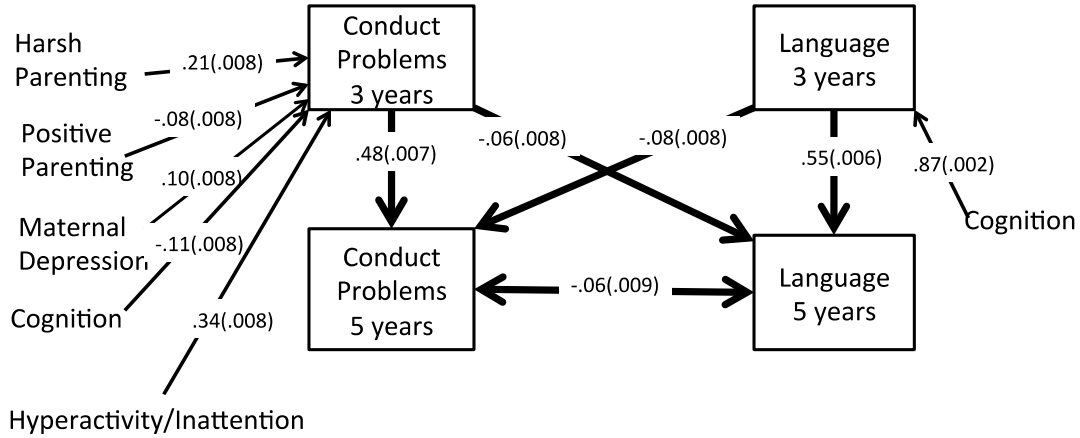 Harsh
Parenting
.21(.008)
Conduct
Problems
3 years
Language
3 years
Positive
Parenting
-.08(.008)
.10(.008)
Maternal
Depression
-.11(.008)
Cognition
.34(.008)
Hyperactivity/Inattention
.48(.007)
-.06(.008)
-.08(.008)
.55(.006)
.87(.002)
Cognition
Conduct
Problems
5 years
-.06(.009)
Language
5 years